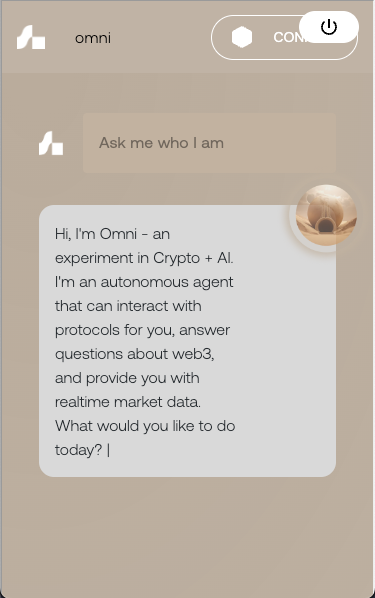 omni
Ask me who I am
Hi, I'm Omni - an
experiment in Crypto + AI.
I'm an autonomous agent
that can interact with
protocols for you, answer
questions about web3,
and provide you with
realtime market data.
What would you like to do
today? |